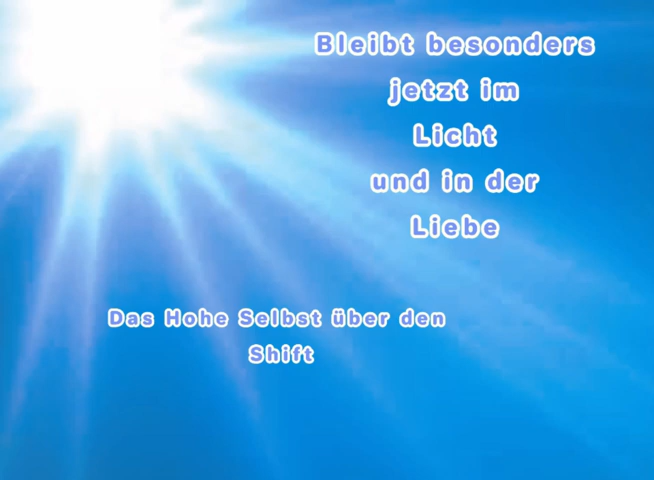 Bleibt besonders
jetzt im
Licht
und in der
Liebe
Das Hohe Selbst über den
Shift